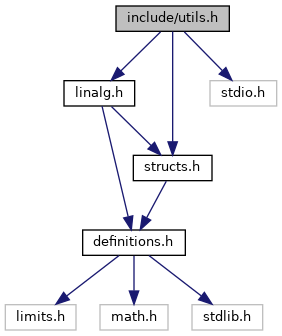 include/utils.h
linalg.h
stdio.h
structs.h
definitions.h
limits.h
math.h
stdlib.h